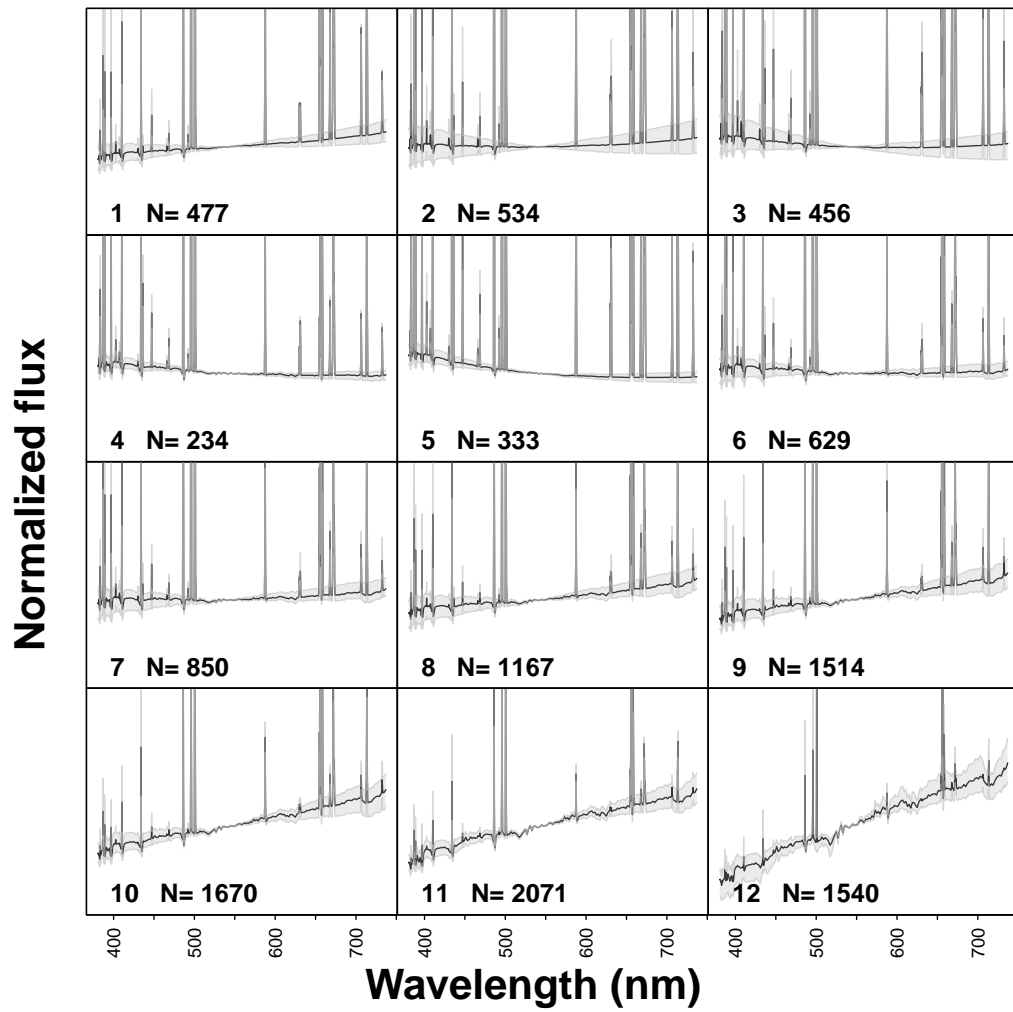 Normalized flux
1 N= 477
2 N= 534
3 N= 456
4 N= 234
5 N= 333
6 N= 629
7 N= 850
8 N= 1167
9 N= 1514
10 N= 1670
11 N= 2071
12 N= 1540
400 500 600 700 400 500 600 700 400 500 600 700
Wavelength (nm)